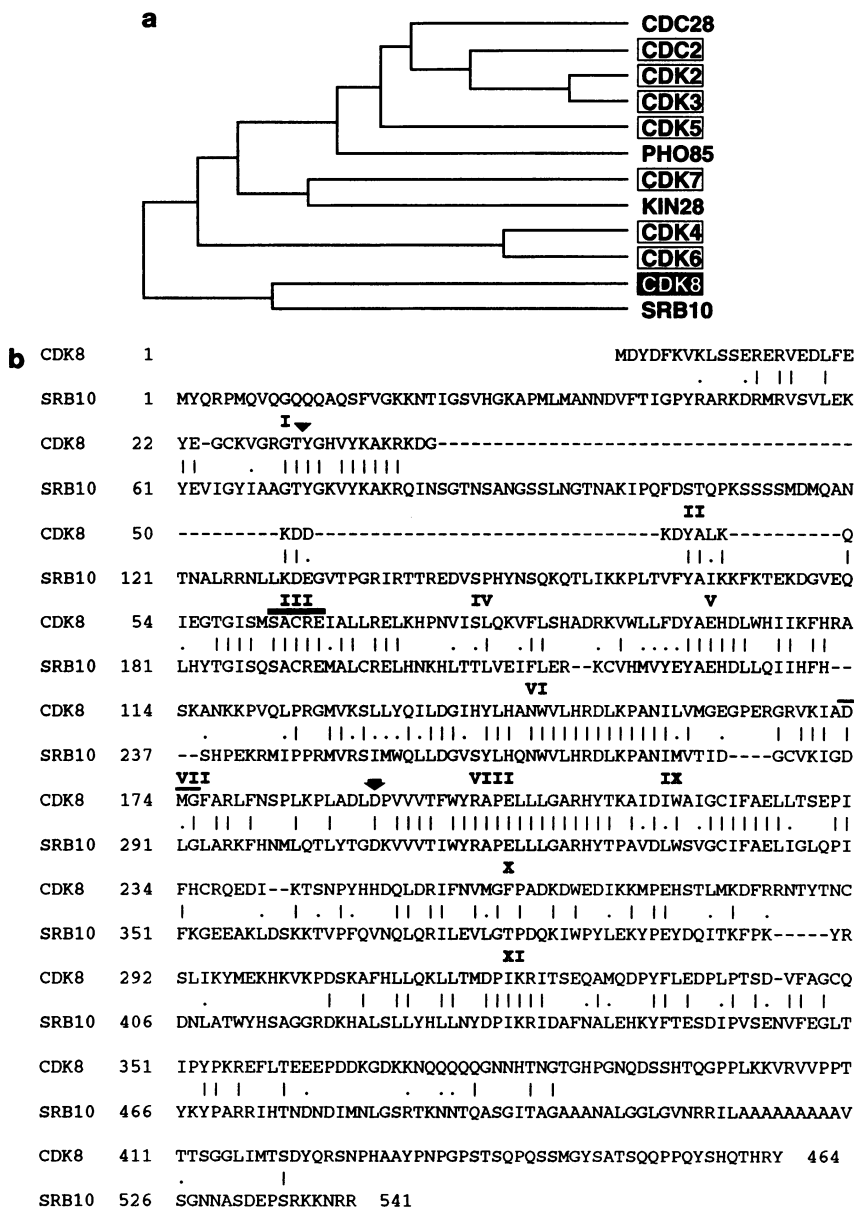 a
CDC28
CDC2
CDK2
CDK3
CDK5
PHO85
CDK7
KIN28
CDK4
CDK6
CDK8
SRB10
b
CDK8 1 MDYDFKVKLSSERERVEDLFE
SRB10 1 MYQRPMQVQGQQQAQSFVGKKNTIGSVHGKAPMLMANNDVFTIGPYRARKDRMRVSVLEK
I
CDK8 22 YE-GCKVGRGTYGHVYKAKRKDG-------------------------------------
SRB10 61 YEVIGYIAAGTYGKVYKAKRQINSGTNSANGSSLNGTNAKIPQFDSTQPKSSSSMDMQAN
II
CDK8 50 ----------KDD-------------------------------KDYALK----------Q
SRB10 121 TNALRRNLLKDEGVTPGRIRTTREDVSPHYNSQKQTLIKKPLTVFYAIKKFKTEKDGVEQ
III IV V
CDK8 54 IEGTGISMSACREIALLRELKHPNVISLQKVFLSHADRKVWLLFDYAEHDLWHIIKFHRA
SRB10 181 LHYTGISQSACREMALCRELHNKHLTTLVEIFLER--KCVHMVYEYAEHDLLQIIHFH--
VI
CDK8 114 SKANKKPVQLPRGMVKSLLYQILDGIHYLHANWVLHRDLKPANILVMGEGPERGRVKIAD
SRB10 237 --SHPEKRMIPPRMVRSIMWQLLDGVSYLHQNWVLHRDLKPANIMVTID----GCVKIGD
VII VIII IX
CDK8 174 MGFARLFNSPLKPLADLDPVVVTFWYRAPELLLGARHYTKAIDIWAIGCIFAELLTSEPI
SRB10 291 LGLARKFHNMLQTLYTGDKVVVTIWYRAPELLLGARHYTPAVDLWSVGCIFAELIGLQPI
X
CDK8 234 FHCRQEDI--KTSNPYHHDQLDRIFNVMGFPADKDWEDIKKMPEHSTLMKDFRRNTYTNC
SRB10 351 FKGEEAKLDSKKTVPFQVNQLQRILEVLGTPDQKIWPYLEKYPEYDQITKFPK-----YR
XI
CDK8 292 SLIKYMEKHKVKPDSKAFHLLQKLLTMDPIKRITSEQAMQDPYFLEDPLPTSD-VFAGCQ
SRB10 406 DNLATWYHSAGGRDKHALSLLYHLLNYDPIKRIDAFNALEHKYFTESDIPVSENVFEGLT
CDK8 351 IPYPKREFLTEEEPDDKGDKKNQQQQQGNNHTNGTGHPGNQDSSHTQGPPLKKVRVVPPT
SRB10 466 YKYPARRIHTNDNDIMNLGSRTKNNTQASGITAGAAANALGGLGVNRRILAAAAAAAAAV
CDK8 411 TTSGGLIMTSDYQRSNPHAAYPNPGPSTSQPQSSMGYSATSQQPPQYSHQTHRY 464
SRB10 526 SGNNASDEPSRKKNRR 541